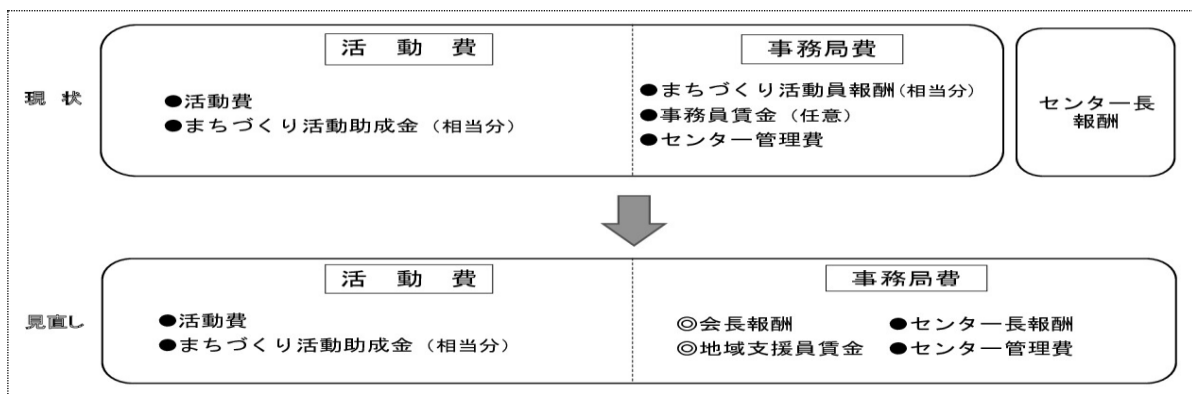 現 状
活 動 費
●活動費
●まちづくり活動助成金（相当分）
事務局費
●まちづくり活動員報酬(相当分)
●事務員賃金（任意）
●センター管理費
センター長
報酬
見直し
活 動 費
●活動費
●まちづくり活動助成金（相当分）
事務局費
◎会長報酬 ●センター長報酬
◎地域支援員賃金 ●センター管理費